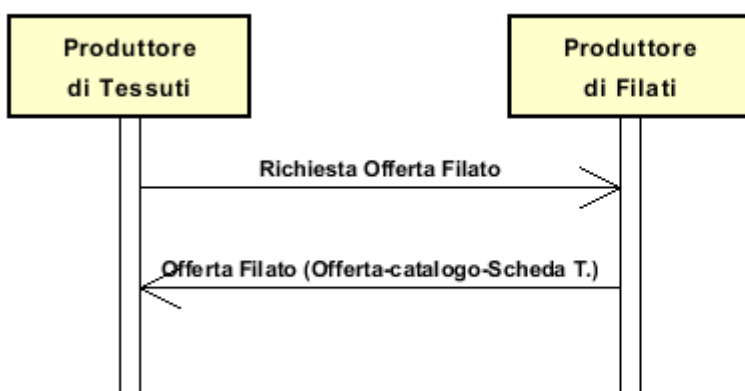 Produttore
di Tessuti
Produttore
di Filati
Richiesta Offerta Filato
Offerta Filato (Offerta-catalogo-Scheda T.)